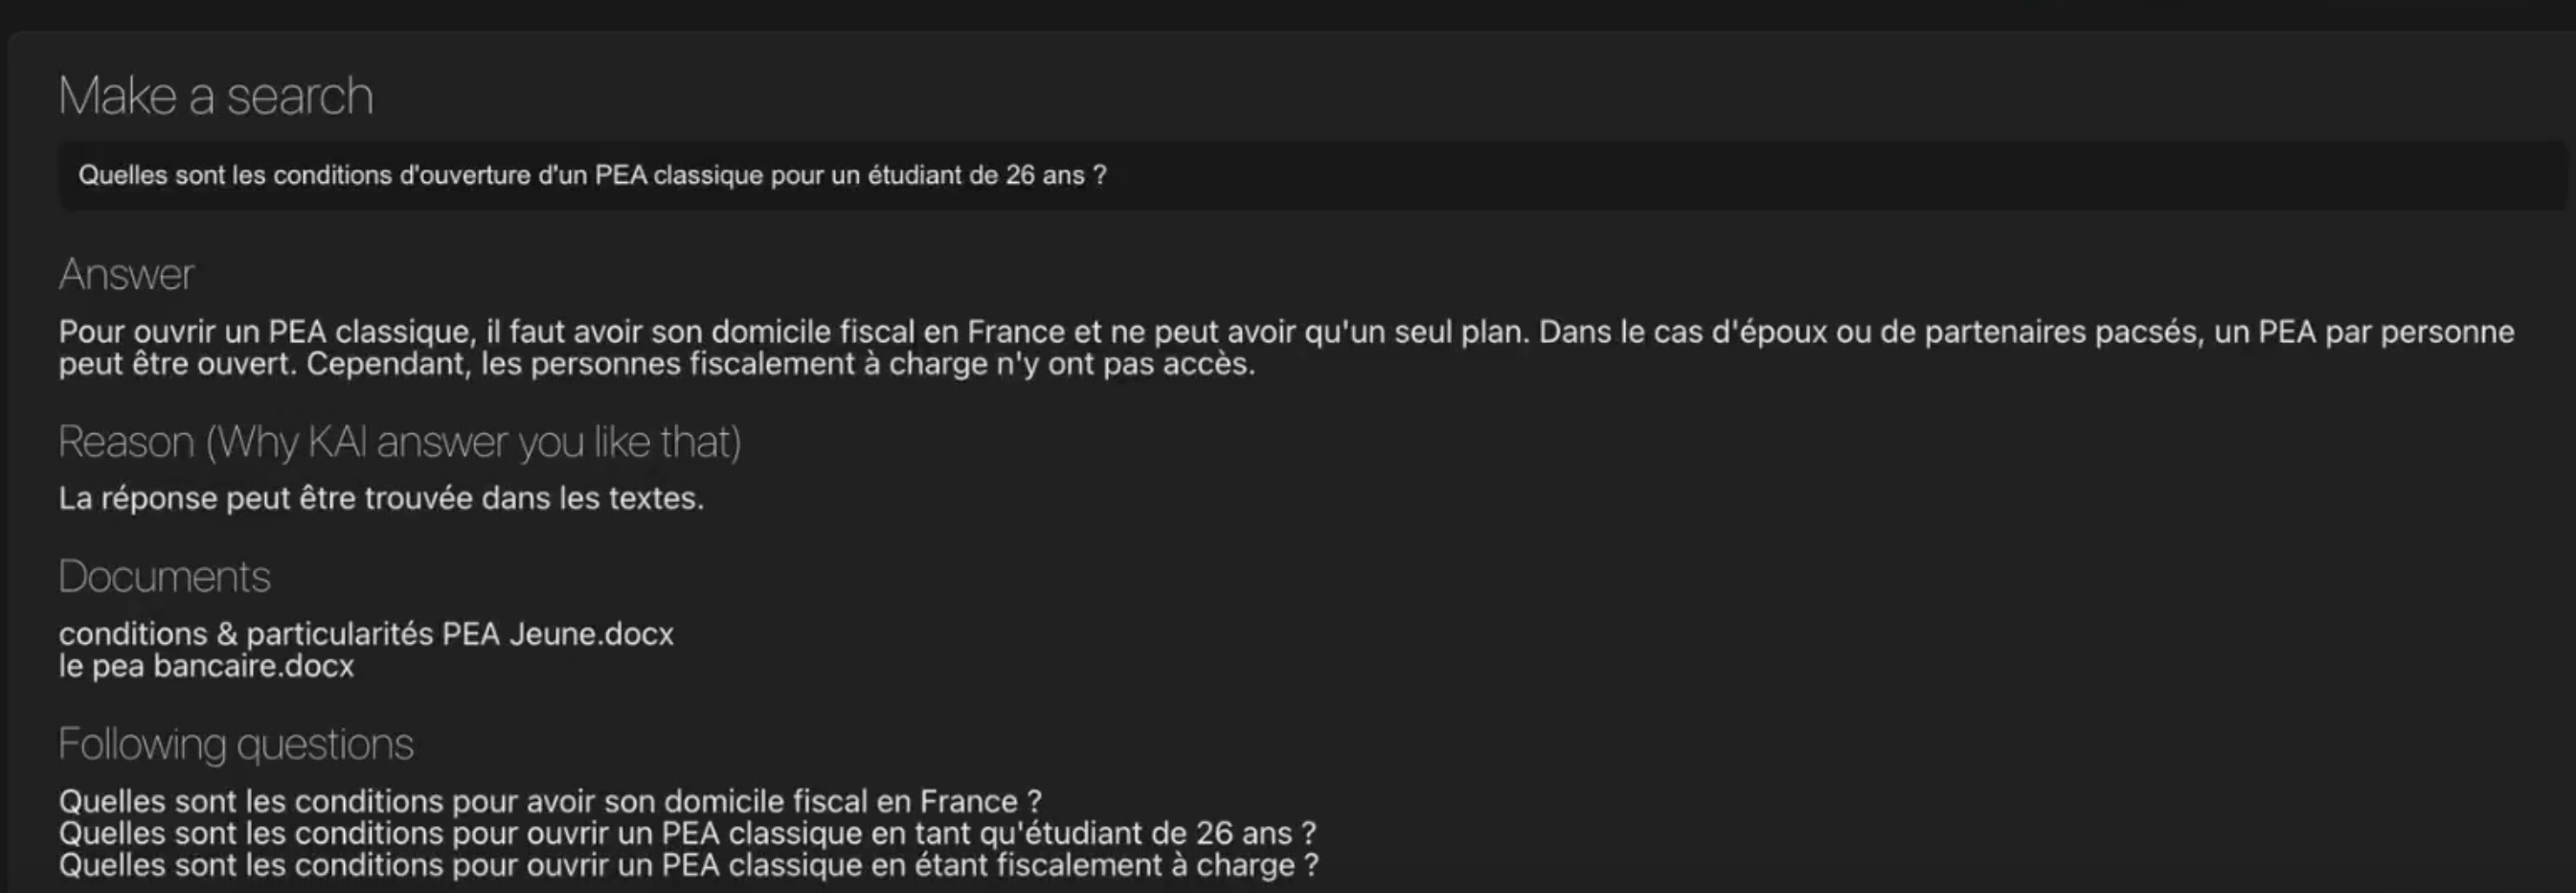 Make a search
Quelles sont les conditions d'ouverture d'un PEA classique pour un étudiant de 26 ans ?
Answer
Pour ouvrir un PEA classique, il faut avoir son domicile fiscal en France et ne peut avoir qu'un seul plan. Dans le cas d'époux ou de partenaires pacsés, un PEA par personne
peut être ouvert. Cependant, les personnes fiscalement à charge n'y ont pas accès.
Reason (Why KAI answer you like that)
La réponse peut être trouvée dans les textes.
Documents
conditions & particularités PEA Jeune.docx
le pea bancaire.docx
Following questions
Quelles sont les conditions pour avoir son domicile fiscal en France ?
Quelles sont les conditions pour ouvrir un PEA classique en tant qu'étudiant de 26 ans ?
Quelles sont les conditions pour ouvrir un PEA classique en étant fiscalement à charge ?